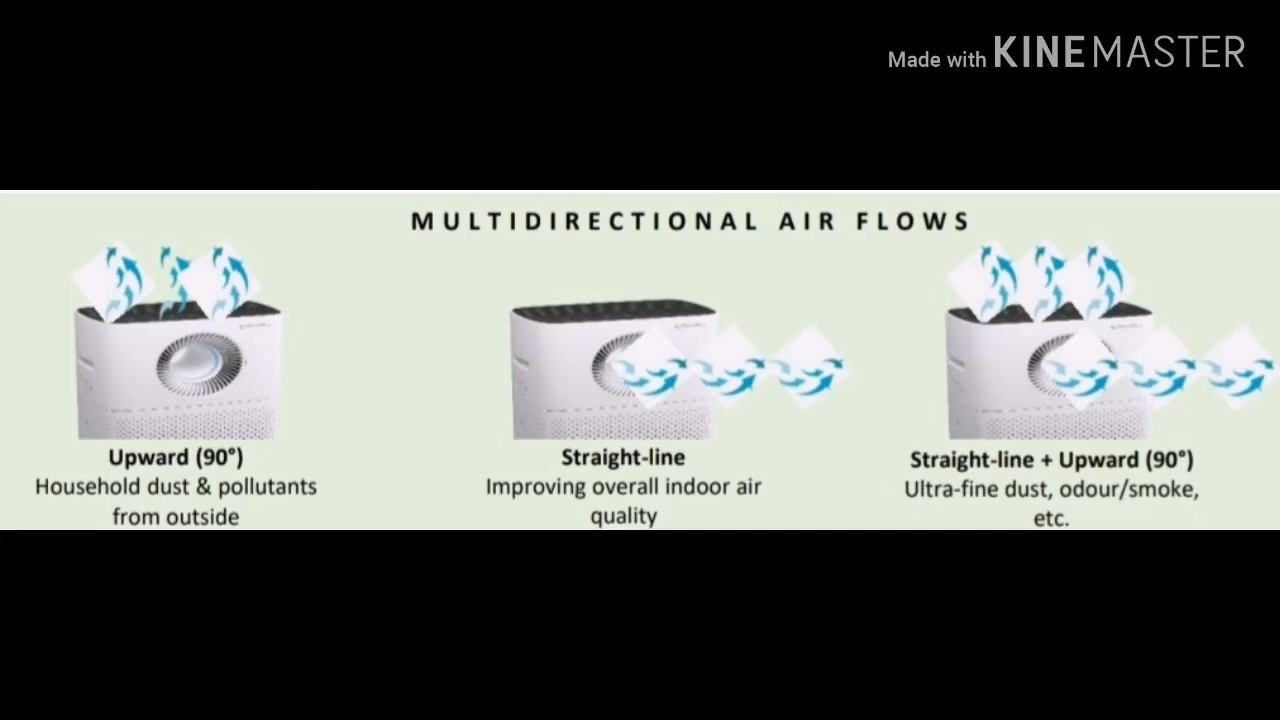 Made with KINEMASTER
MULTIDIRECTIONAL AIR FLOWS
Upward (90°)
Household dust & pollutants
from outside
Straight-line
Improving overall indoor air
quality
Straight-line + Upward (90°)
Ultra-fine dust, odour/smoke,
etc.